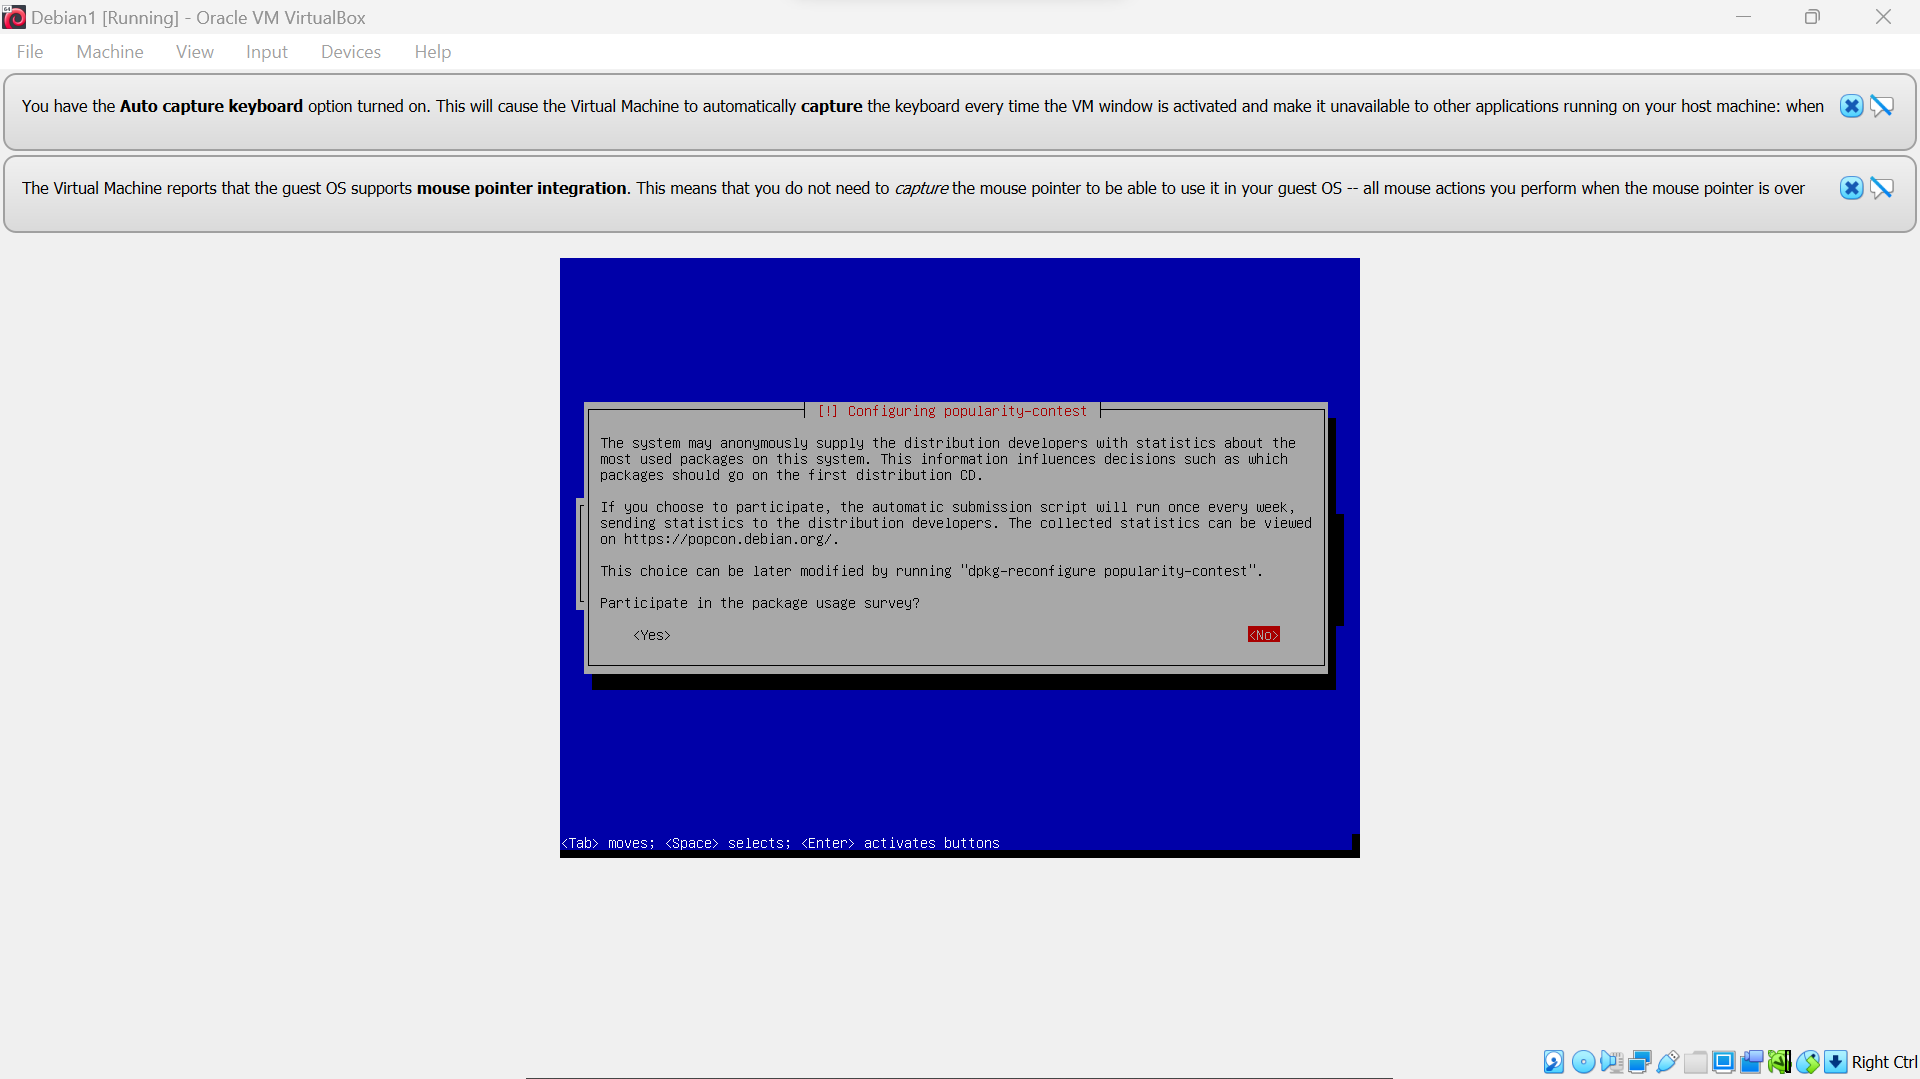 Debian1 [Running] - Oracle VM VirtualBox
File Machine View Input Devices Help
You have the Auto capture keyboard option turned on. This will cause the Virtual Machine to automatically capture the keyboard every time the VM window is activated and make it unavailable to other applications running on your host machine: when
The Virtual Machine reports that the guest OS supports mouse pointer integration. This means that you do not need to capture the mouse pointer to be able to use it in your guest OS -- all mouse actions you perform when the mouse pointer is over
[!] Configuring popularity-contest
The system may anonymously supply the distribution developers with statistics about the
most used packages on this system. This information influences decisions such as which
packages should go on the first distribution CD.
If you choose to participate, the automatic submission script will run once every week,
sending statistics to the distribution developers. The collected statistics can be viewed
on https://popcon.debian.org/.
This choice can be later modified by running "dpkg-reconfigure popularity-contest".
Participate in the package usage survey?
<Yes> <No>
<Tab> moves; <Space> selects; <Enter> activates buttons
Right Ctrl